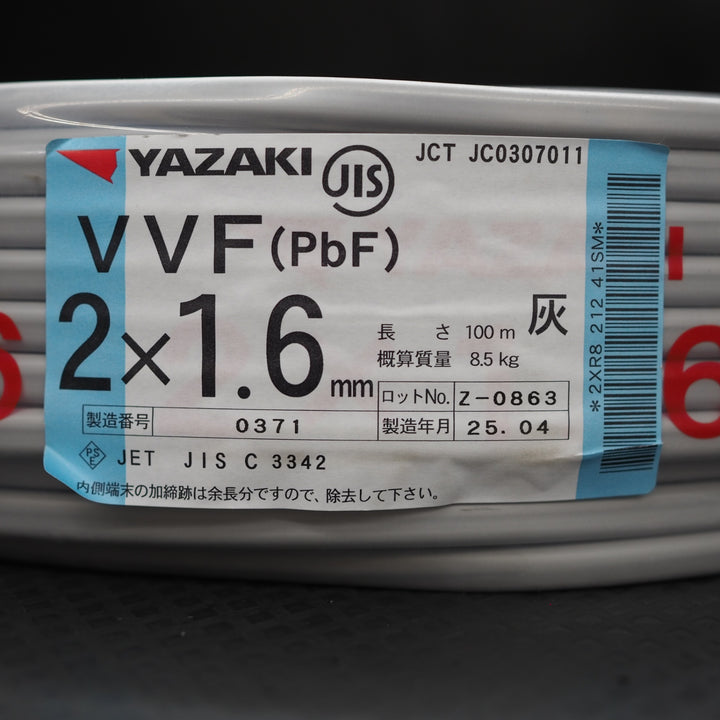 YAZAKI JIS JCT JC0307011
VVF(PbF)
2×1.6mm
長さ 100m 灰
概算質量 8.5kg
ロットNo. Z-0863
製造番号 0371 製造年月 25.04
PSE JET JIS C 3342
内側端末の加締跡は余長分ですので、除去して下さい。
*2XR8 212 41SM*
6
6